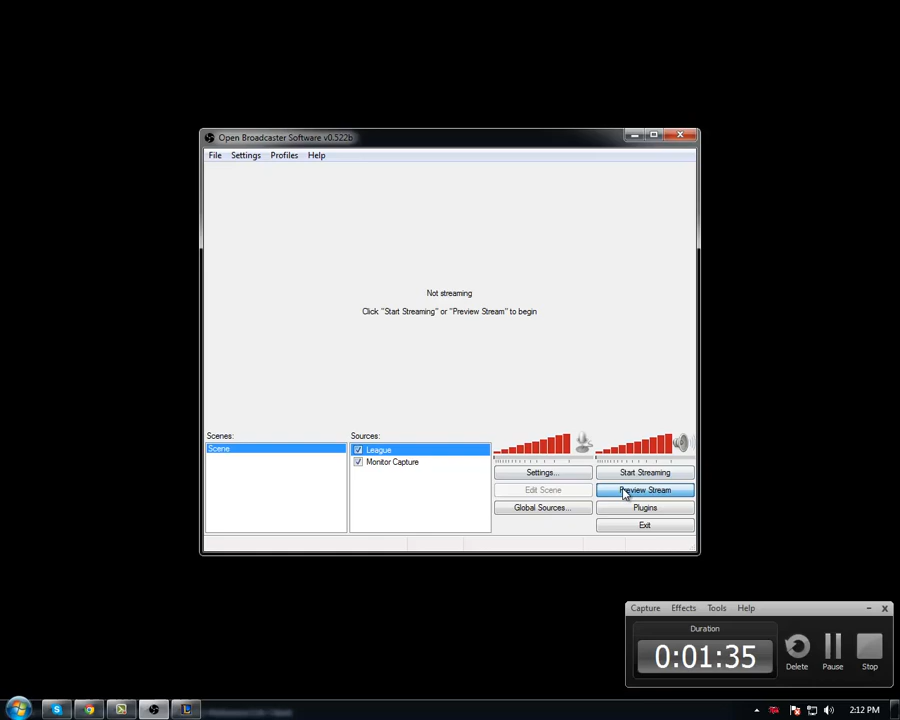 Open Broadcaster Software v0.522b
File Settings Profiles Help
Not streaming
Click "Start Streaming" or "Preview Stream" to begin
Scenes:
Scene
Sources:
League
Monitor Capture
Settings...
Start Streaming
Edit Scene
Preview Stream
Global Sources...
Plugins
Exit
Capture Effects Tools Help
Duration
0:01:35
Delete
Pause
Stop
2:12 PM